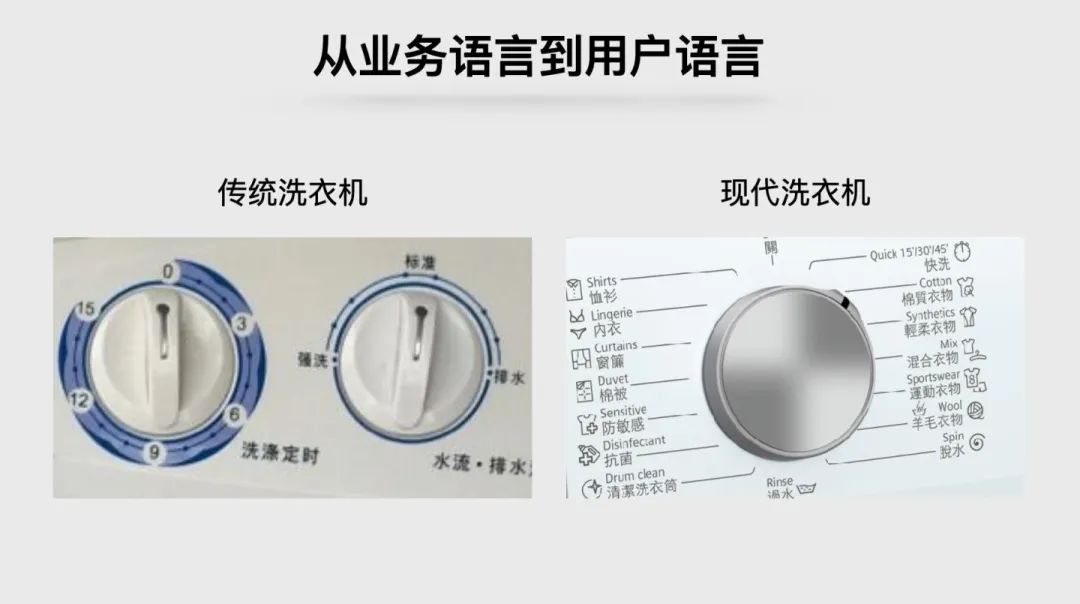 从业务语言到用户语言
传统洗衣机
现代洗衣机
0
3
6
9
12
15
洗涤定时
标准
强洗
排水
水流·排水
關
Shirts
恤衫
Lingerie
內衣
Curtains
窗簾
Duvet
棉被
Sensitive
防敏感
Disinfectant
抗菌
Drum clean
清潔洗衣筒
Quick 15'/30'/45'
快洗
Cotton
棉質衣物
Synthetics
輕柔衣物
Mix
混合衣物
Sportswear
運動衣物
Wool
羊毛衣物
Spin
脫水
Rinse
過水